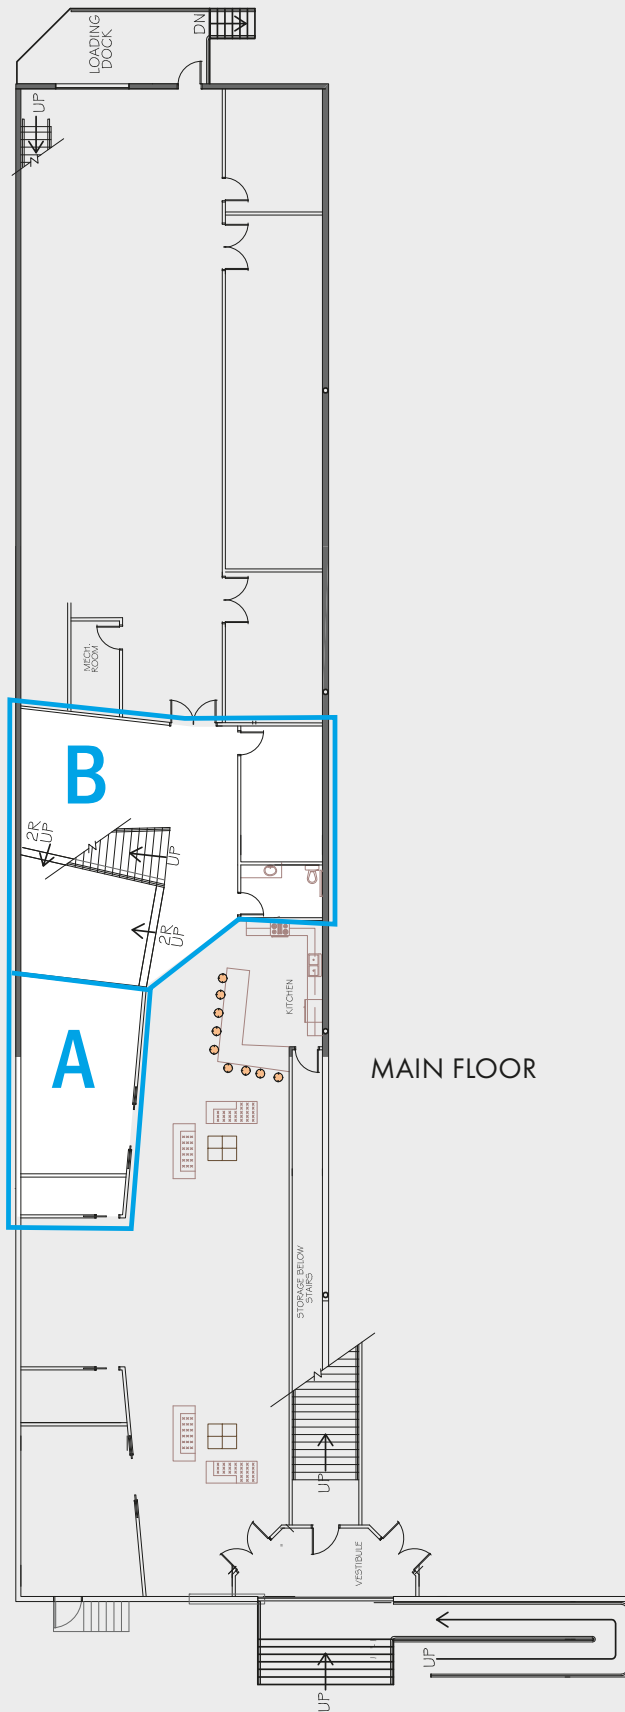 LOADING
DOCK
DN
UP
MECH.
ROOM
B
2R
UP
UP
2R
UP
KITCHEN
A
MAIN FLOOR
STORAGE BELOW
STAIRS
UP
VESTIBULE
UP
UP